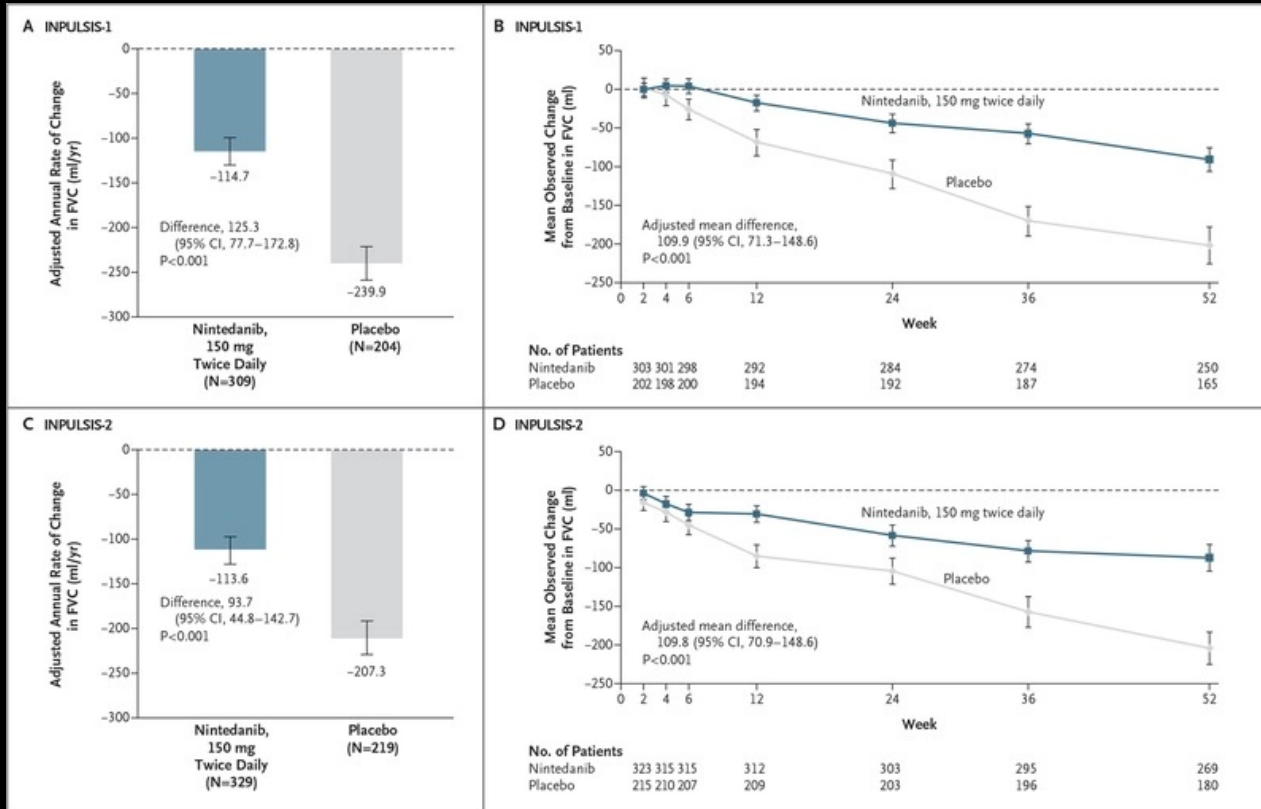 A INPULSIS-1
Adjusted Annual Rate of Change
in FVC (ml/yr)
0
−50
−100
−150
−200
−250
−300
−114.7
−239.9
Difference, 125.3
(95% CI, 77.7–172.8)
P<0.001
Nintedanib,
150 mg
Twice Daily
(N=309)
Placebo
(N=204)
B INPULSIS-1
Mean Observed Change
from Baseline in FVC (ml)
50
0
−50
−100
−150
−200
−250
Nintedanib, 150 mg twice daily
Placebo
Adjusted mean difference,
109.9 (95% CI, 71.3–148.6)
P<0.001
0 2 4 6 12 24 36 52
Week
No. of Patients
Nintedanib 303 301 298 292 284 274 250
Placebo 202 198 200 194 192 187 165
C INPULSIS-2
Adjusted Annual Rate of Change
in FVC (ml/yr)
0
−50
−100
−150
−200
−250
−300
−113.6
−207.3
Difference, 93.7
(95% CI, 44.8–142.7)
P<0.001
Nintedanib,
150 mg
Twice Daily
(N=329)
Placebo
(N=219)
D INPULSIS-2
Mean Observed Change
from Baseline in FVC (ml)
50
0
−50
−100
−150
−200
−250
Nintedanib, 150 mg twice daily
Placebo
Adjusted mean difference,
109.8 (95% CI, 70.9–148.6)
P<0.001
0 2 4 6 12 24 36 52
Week
No. of Patients
Nintedanib 323 315 315 312 303 295 269
Placebo 215 210 207 209 203 196 180